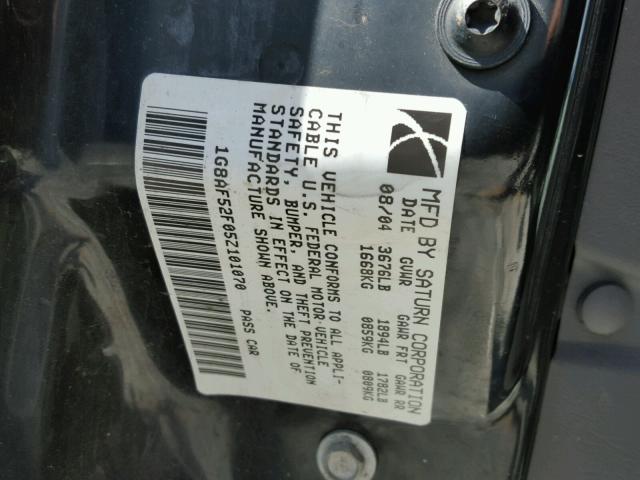 MFD BY SATURN CORPORATION
DATE GVWR GAWR FRT GAWR RR
08/04 3676LB 1894LB 1782LB
1668KG 0859KG 0809KG
THIS VEHICLE CONFORMS TO ALL APPLI-
CABLE U.S. FEDERAL MOTOR-VEHICLE
SAFETY, BUMPER, AND THEFT PREVENTION
STANDARDS IN EFFECT ON THE DATE OF
MANUFACTURE SHOWN ABOVE.
1G8AF52F05Z101070 PASS CAR